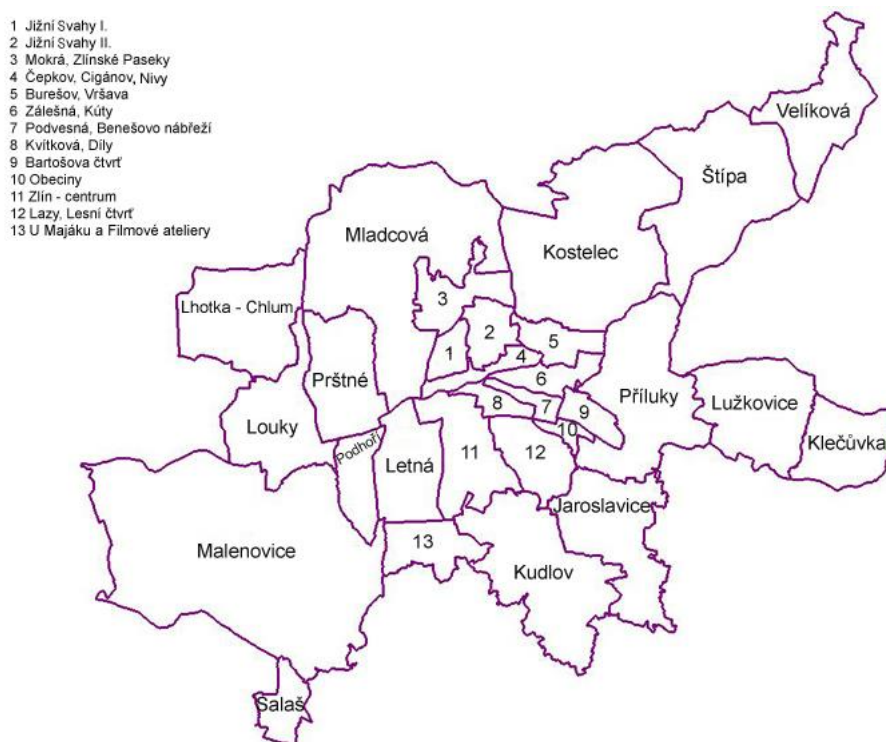 1 Jižní Svahy I.
2 Jižní Svahy II.
3 Mokrá, Zlínské Paseky
4 Čepkov, Cigánov, Nivy
5 Burešov, Vršava
6 Zálešná, Kúty
7 Podvesná, Benešovo nábřeží
8 Kvítková, Díly
9 Bartošova čtvrť
10 Obeciny
11 Zlín - centrum
12 Lazy, Lesní čtvrť
13 U Majáku a Filmové ateliery
Velíková
Štípa
Mladcová
Kostelec
3
Lhotka - Chlum
2
1
5
4
Prštné
6
Příluky
Lužkovice
8
7
9
Louky
10
Klečůvka
Podhoří
Letná
11
12
Jaroslavice
Malenovice
13
Kudlov
Salaš